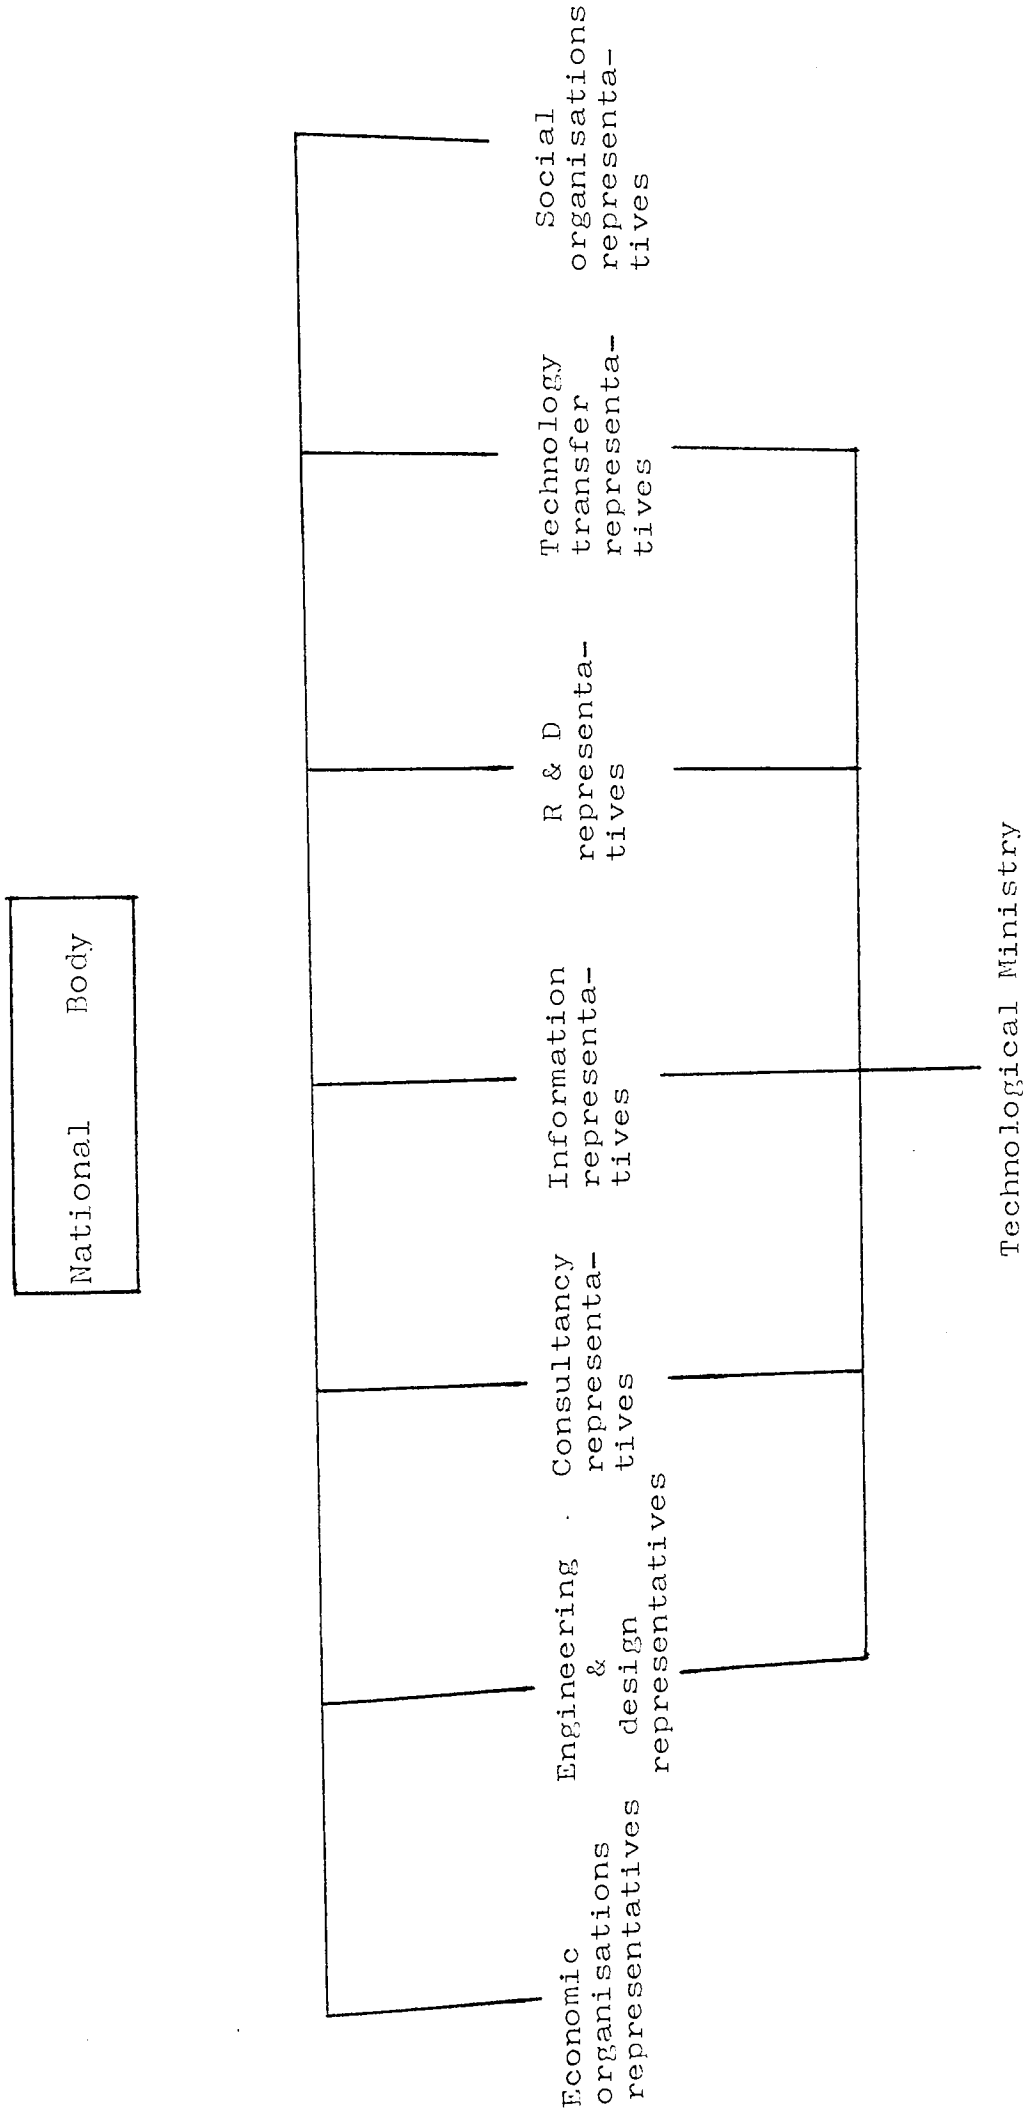 National Body
Economic
organisations
representatives
Engineering
&
design
representatives
Consultancy
representa-
tives
Information
representa-
tives
R & D
representa-
tives
Technology
transfer
representa-
tives
Social
organisations
representa-
tives
Technological Ministry